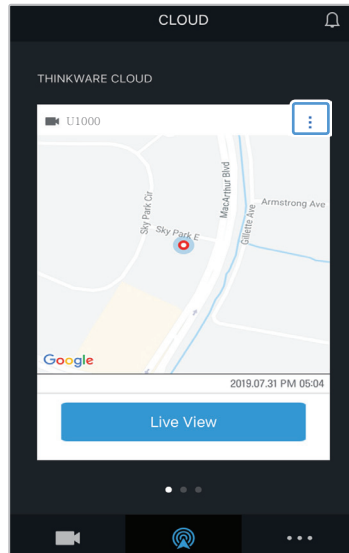 CLOUD
THINKWARE CLOUD
U1000
MacArthur Blvd
Sky Park Cir
Armstrong Ave
Gillette Ave
Sky Park E
Google
2019.07.31 PM 05:04
Live View